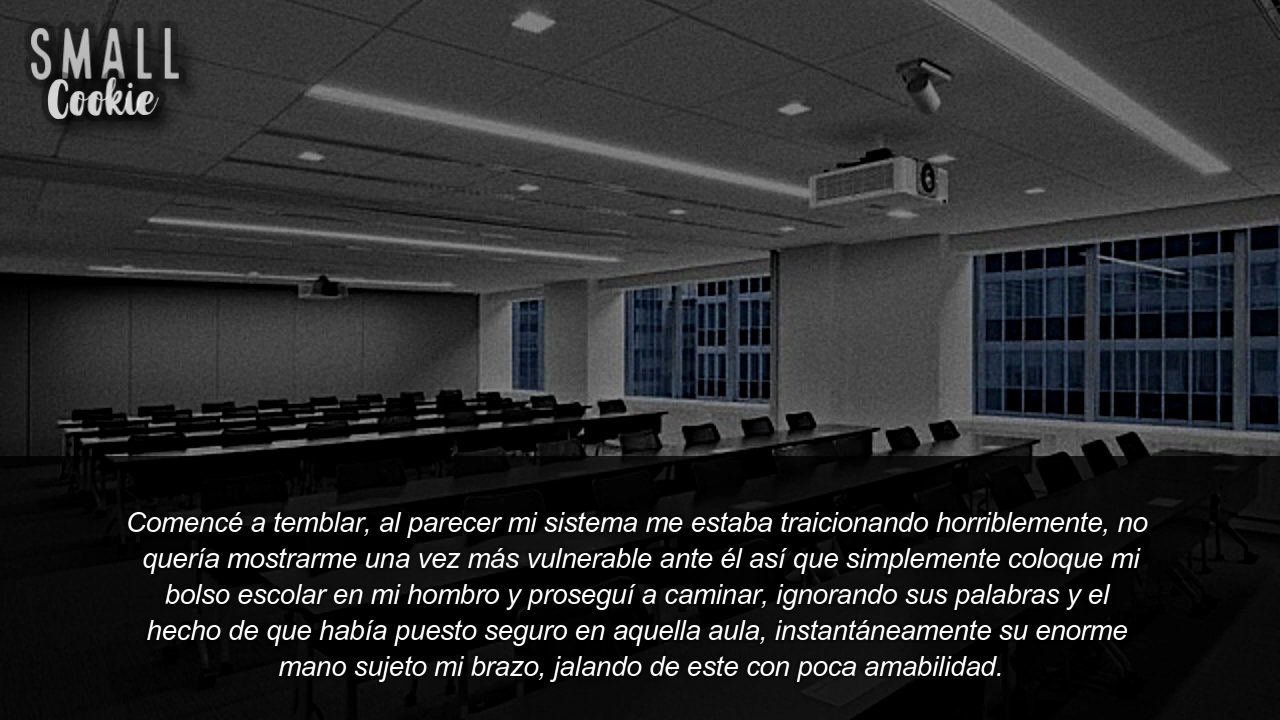 SMALL
Cookie
Comencé a temblar, al parecer mi sistema me estaba traicionando horriblemente, no
quería mostrarme una vez más vulnerable ante él así que simplemente coloque mi
bolso escolar en mi hombro y proseguí a caminar, ignorando sus palabras y el
hecho de que había puesto seguro en aquella aula, instantáneamente su enorme
mano sujeto mi brazo, jalando de este con poca amabilidad.